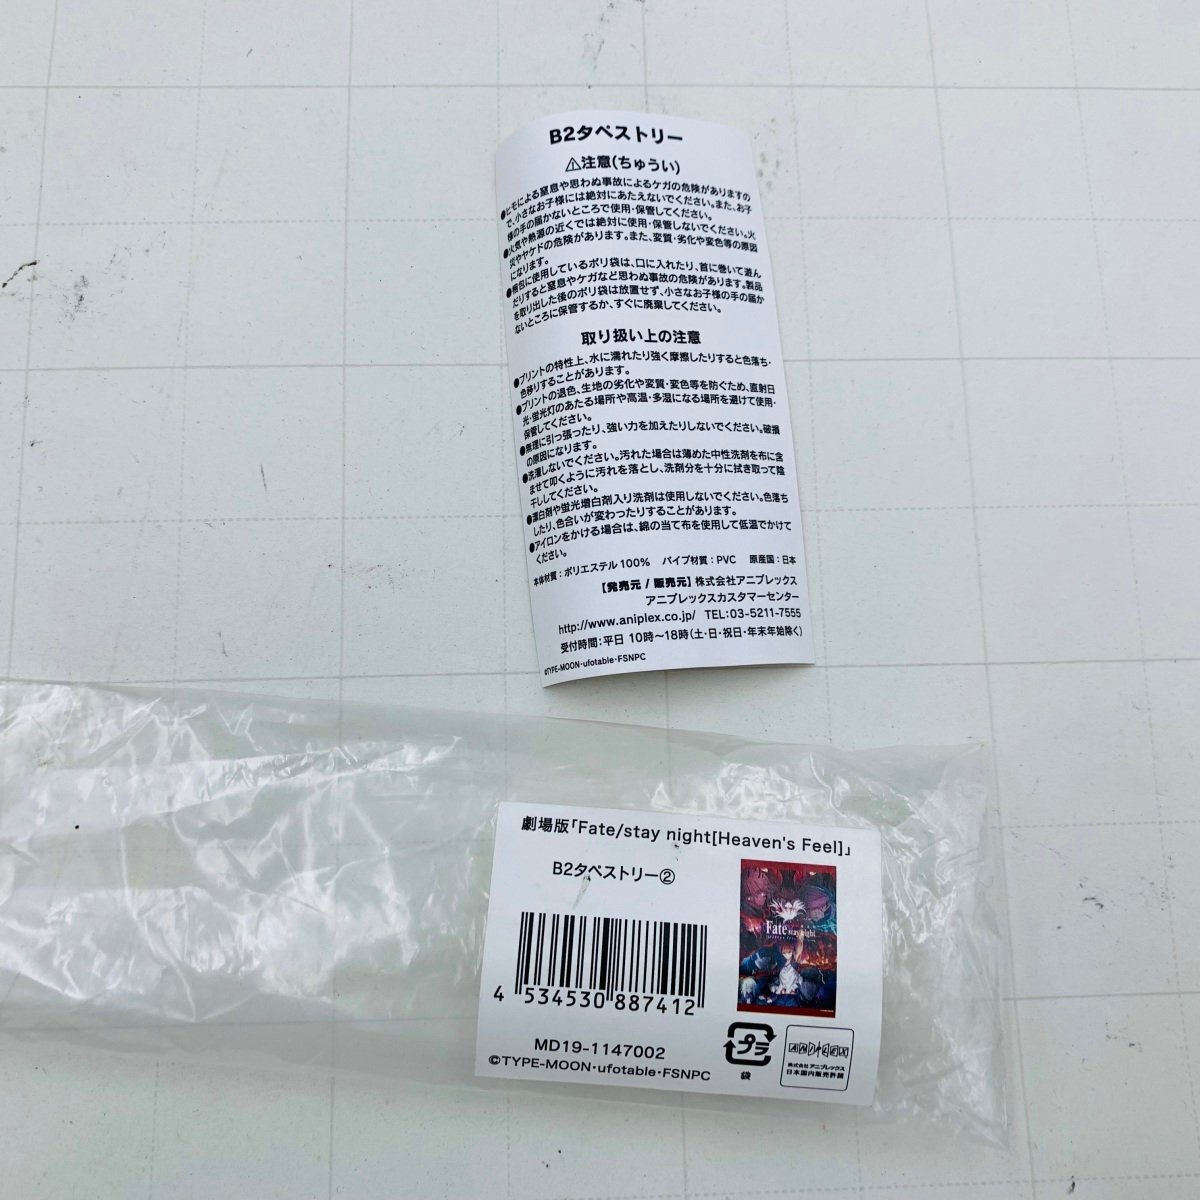 B2タペストリー
⚠注意(ちゅうい)
●ヒモによる窒息や思わぬ事故によるケガの危険がありますの
で、小さなお子様には絶対にあたえないでください。また、お子
様の手の届かないところで使用・保管してください。
●火気や熱源の近くでは絶対に使用・保管しないでください。火
災やヤケドの危険があります。また、変質・劣化や変色等の原因
になります。
●梱包に使用しているポリ袋は、口に入れたり、首に巻いて遊ん
だりすると窒息やケガなど思わぬ事故の危険があります。製品
を取り出した後のポリ袋は放置せず、小さなお子様の手の届か
ないところに保管するか、すぐに廃棄してください。
取り扱い上の注意
●プリントの特性上、水に濡れたり強く摩擦したりすると色落ち・
色移りすることがあります。
●プリントの退色、生地の劣化や変質・変色等を防ぐため、直射日
光・蛍光灯のあたる場所や高温・多湿になる場所を避けて使用・
保管してください。
●無理に引っ張ったり、強い力を加えたりしないでください。破損
の原因になります。
●洗濯しないでください。汚れた場合は薄めた中性洗剤を布に含
ませて叩くように汚れを落とし、洗剤分を十分に拭き取って陰
干ししてください。
●漂白剤や蛍光増白剤入り洗剤は使用しないでください。色落ち
したり、色合いが変わったりすることがあります。
●アイロンをかける場合は、綿の当て布を使用して低温でかけて
ください。
本体材質:ポリエステル100% パイプ材質:PVC 原産国:日本
【発売元 / 販売元】株式会社アニプレックス
アニプレックスカスタマーセンター
http://www.aniplex.co.jp/ TEL:03-5211-7555
受付時間:平日 10時～18時(土・日・祝日・年末年始除く)
©TYPE-MOON・ufotable・FSNPC
劇場版「Fate/stay night[Heaven's Feel]」
B2タペストリー②
Fate stay night
4 534530 887412
MD19-1147002
©TYPE-MOON・ufotable・FSNPC
プラ
袋
ANIPLEX
株式会社 アニプレックス
日本国内販売許諾